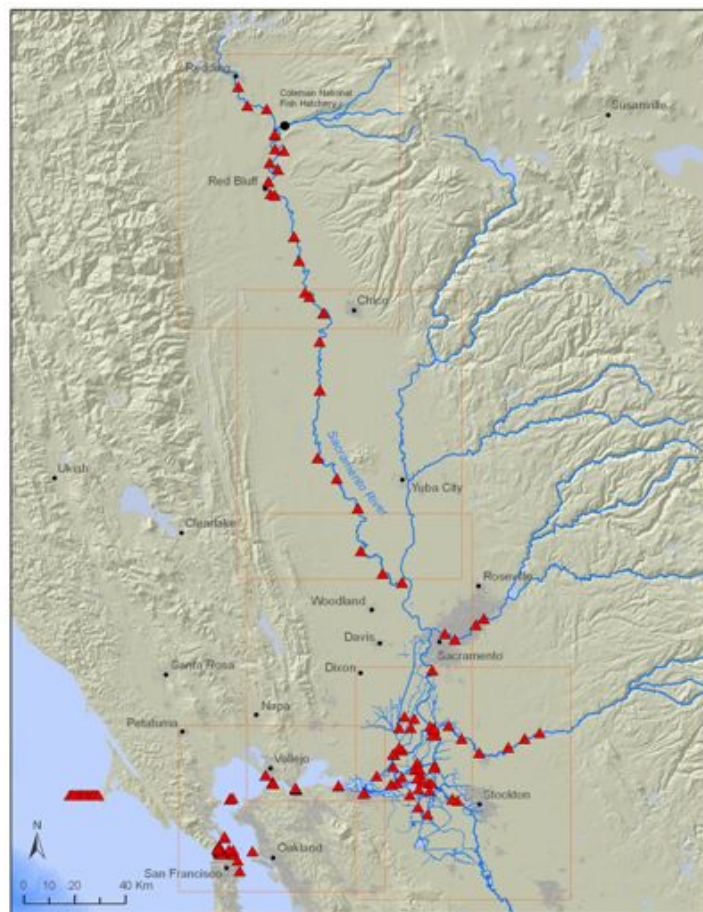 Redding
Coleman National
Fish Hatchery
Susanville
Red Bluff
Chico
Sacramento River
Ukiah
Yuba City
Clearlake
Roseville
Woodland
Davis
Sacramento
Santa Rosa
Dixon
Napa
Petaluma
Vallejo
Stockton
N
Oakland
San Francisco
0 10 20 40 Km